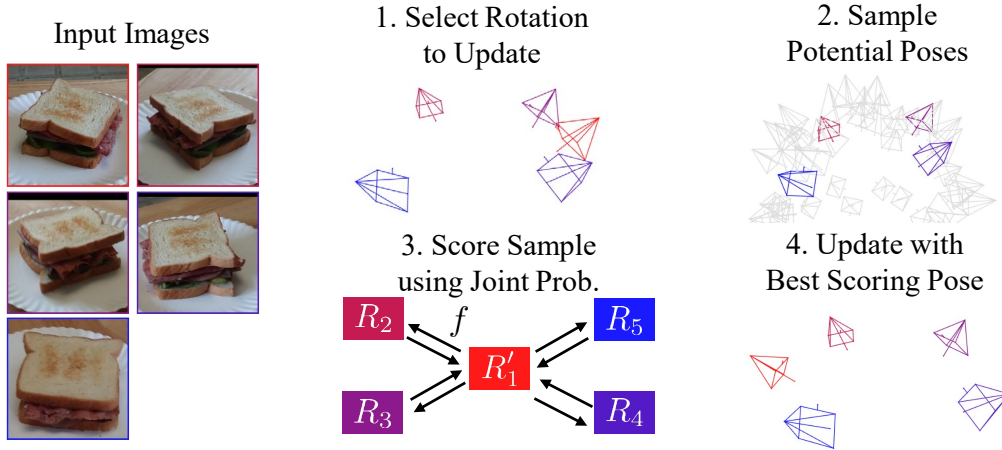 Input Images
1. Select Rotation
to Update
2. Sample
Potential Poses
3. Score Sample
using Joint Prob.
R₂
f
R₅
R₁′
R₃
R₄
4. Update with
Best Scoring Pose